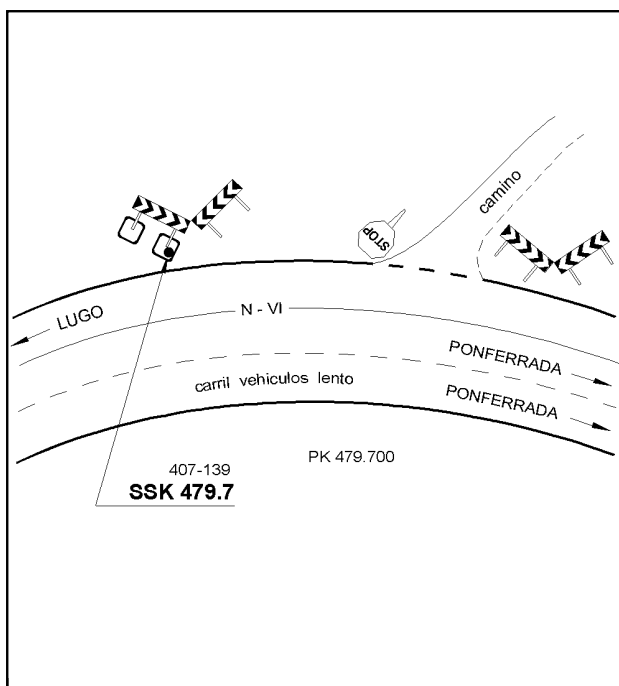 camino
STOP
LUGO
N - VI
PONFERRADA
carril vehiculos lento
PONFERRADA
407-139
PK 479.700
SSK 479.7